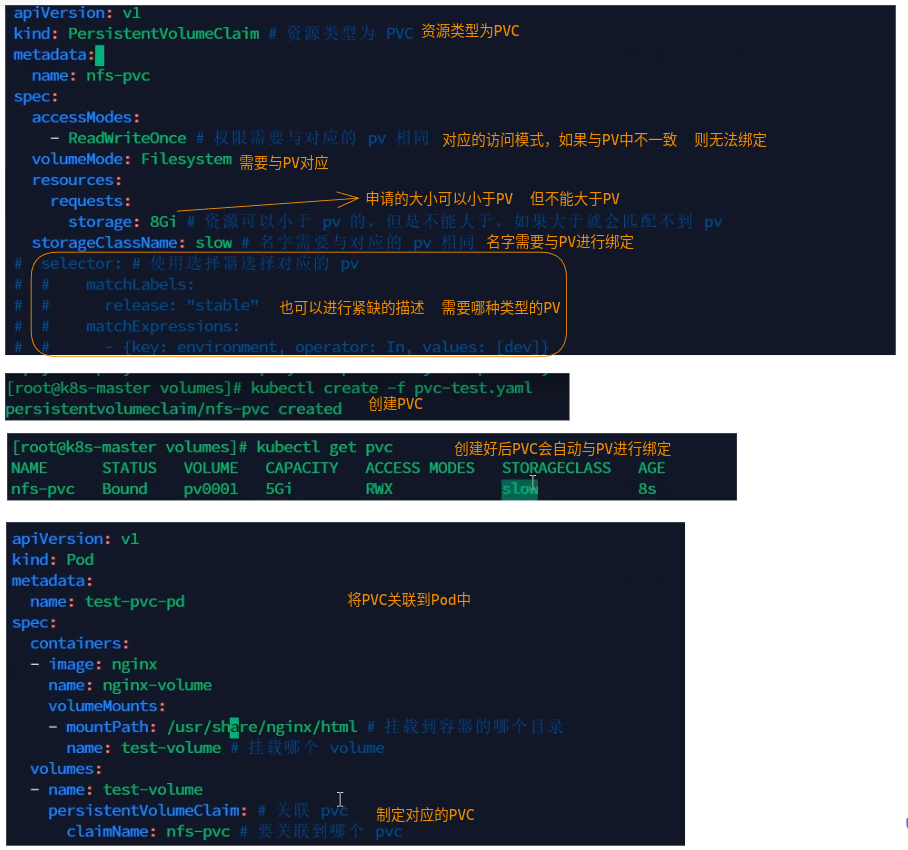 apiVersion: v1
kind: PersistentVolumeClaim # 资源类型为 PVC 资源类型为PVC
metadata:
name: nfs-pvc
spec:
accessModes:
- ReadWriteOnce # 权限需要与对应的 pv 相同 对应的访问模式，如果与PV中不一致 则无法绑定
volumeMode: Filesystem 需要与PV对应
resources:
requests:
申请的大小可以小于PV 但不能大于PV
storage: 8Gi # 资源可以小于 pv 的，但是不能大于，如果大于就会匹配不到 pv
storageClassName: slow # 名字需要与对应的 pv 相同 名字需要与PV进行绑定
# selector: # 使用选择器选择对应的 pv
# # matchLabels:
# # release: "stable" 也可以进行紧缺的描述 需要哪种类型的PV
# # matchExpressions:
# # - {key: environment, operator: In, values: [dev]}
[root@k8s-master volumes]# kubectl create -f pvc-test.yaml
persistentvolumeclaim/nfs-pvc created 创建PVC
[root@k8s-master volumes]# kubectl get pvc 创建好后PVC会自动与PV进行绑定
NAME STATUS VOLUME CAPACITY ACCESS MODES STORAGECLASS AGE
nfs-pvc Bound pv0001 5Gi RWX slow 8s
apiVersion: v1
kind: Pod
metadata:
name: test-pvc-pd 将PVC关联到Pod中
spec:
containers:
- image: nginx
name: nginx-volume
volumeMounts:
- mountPath: /usr/share/nginx/html # 挂载到容器的哪个目录
name: test-volume # 挂载哪个 volume
volumes:
- name: test-volume
persistentVolumeClaim: # 关联 pvc 制定对应的PVC
claimName: nfs-pvc # 要关联到哪个 pvc